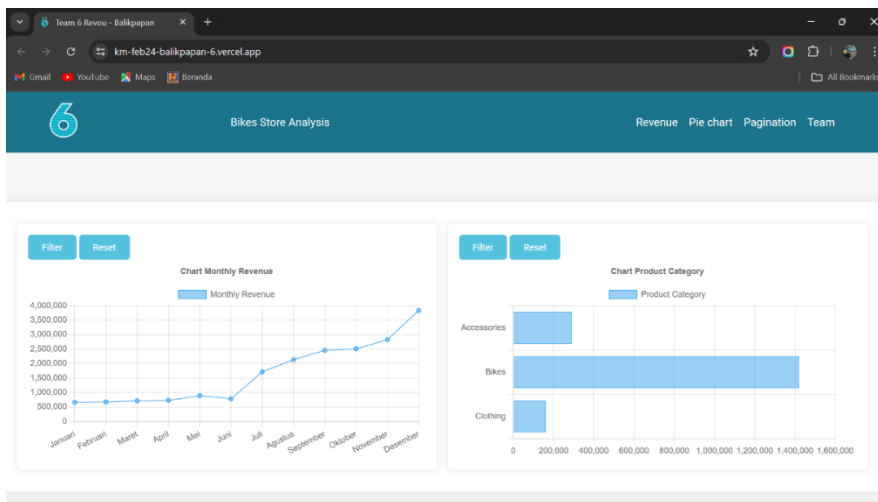 Team 6 Revou - Balikpapan
km-feb24-balikpapan-6.vercel.app
Gmail YouTube Maps Beranda All Bookmarks
6 Bikes Store Analysis Revenue Pie chart Pagination Team
Filter Reset
Chart Monthly Revenue
Monthly Revenue
4,000,000
3,500,000
3,000,000
2,500,000
2,000,000
1,500,000
1,000,000
500,000
0
Januari Februari Maret April Mei Juni Juli Agustus September Oktober November Desember
Filter Reset
Chart Product Category
Product Category
Accessories
Bikes
Clothing
0 200,000 400,000 600,000 800,000 1,000,000 1,200,000 1,400,000 1,600,000